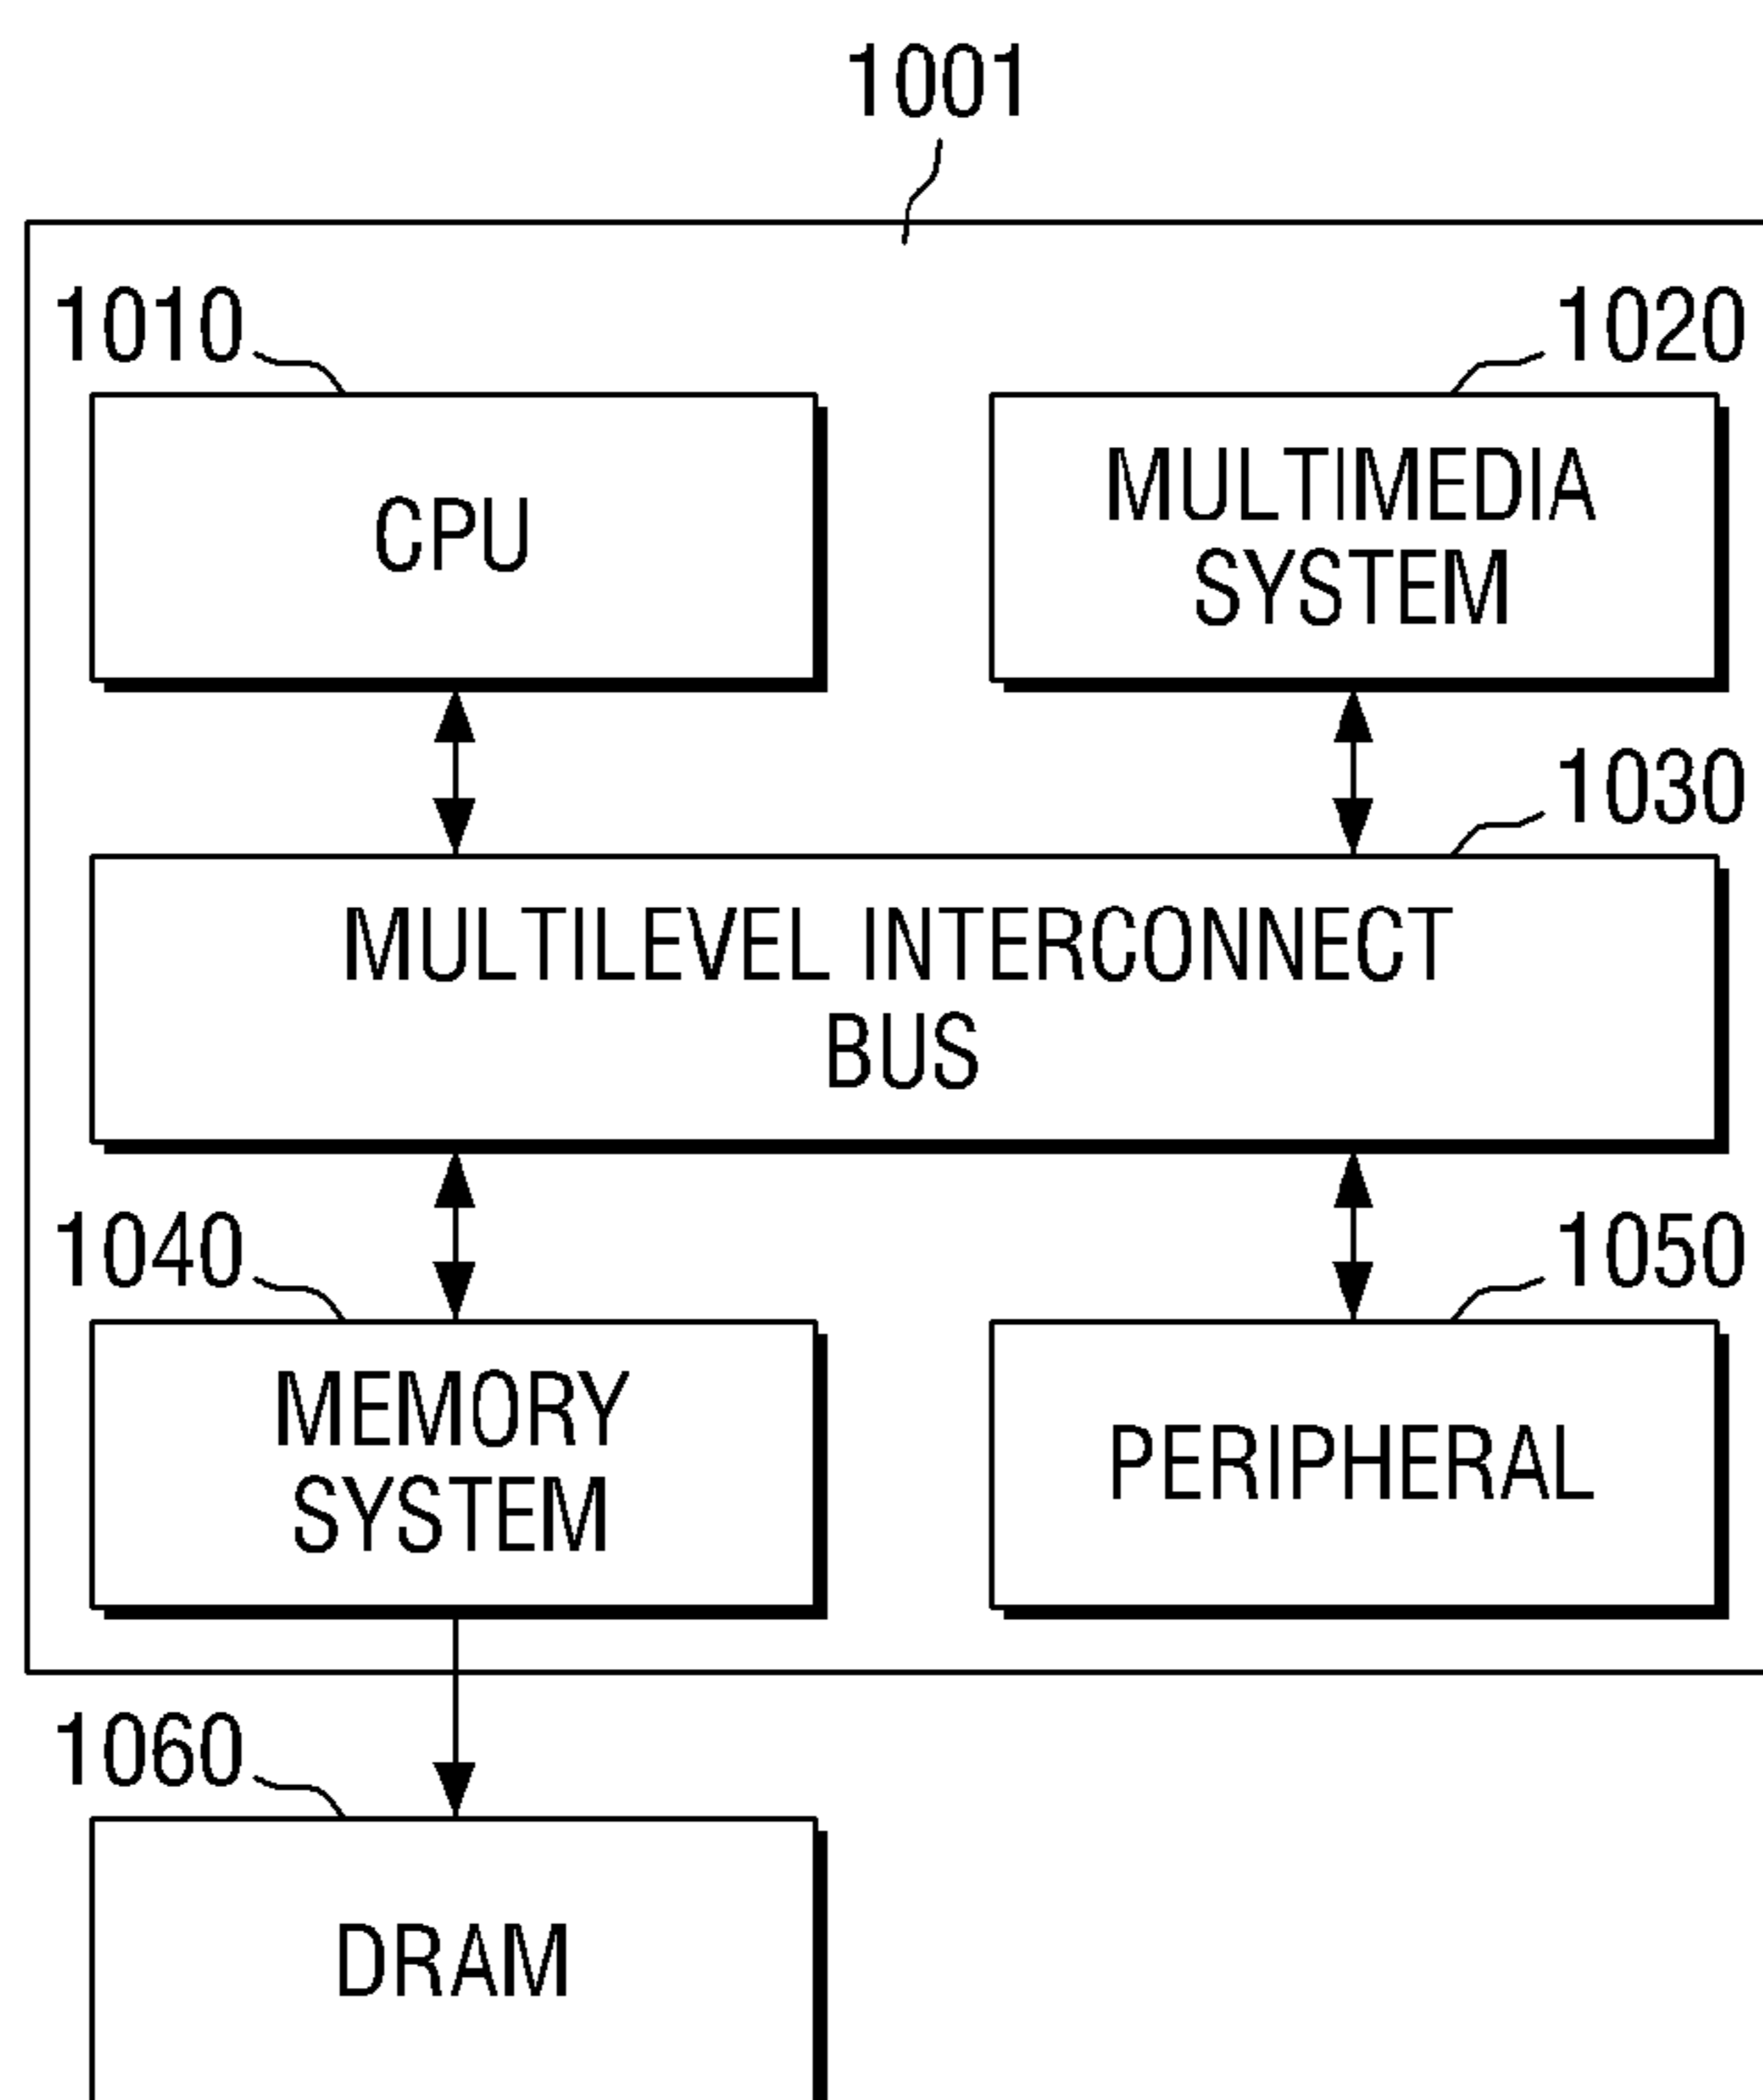 1001
1010
1020
CPU
MULTIMEDIA
SYSTEM
1030
MULTILEVEL INTERCONNECT
BUS
1040
1050
MEMORY
SYSTEM
PERIPHERAL
1060
DRAM